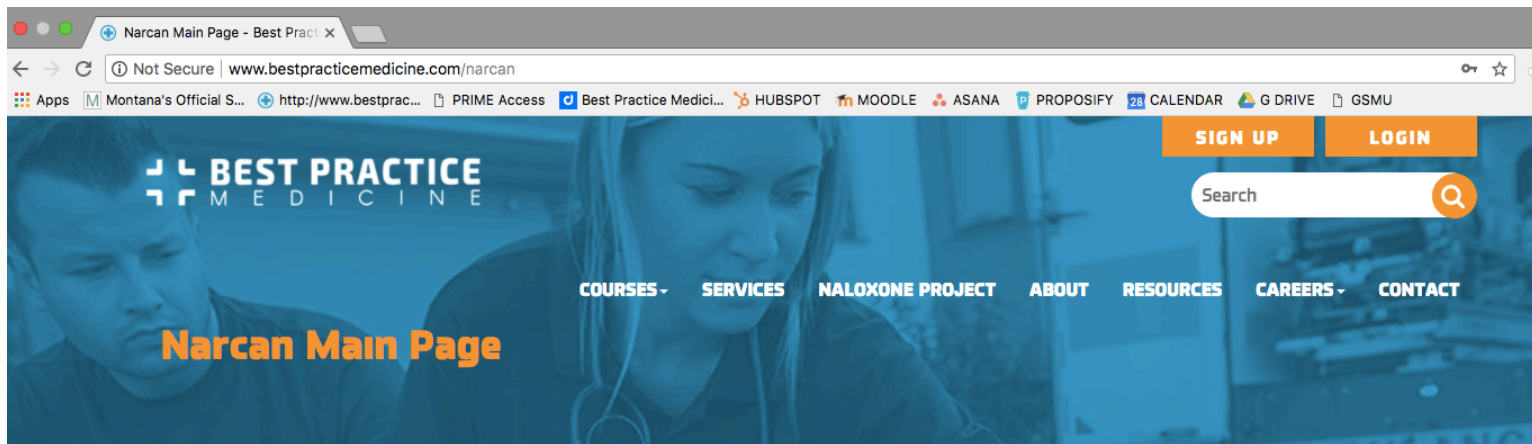 Narcan Main Page - Best Pract
Not Secure | www.bestpracticemedicine.com/narcan
Apps M Montana's Official S... http://www.bestprac... PRIME Access Best Practice Medici... HUBSPOT MOODLE ASANA PROPOSIFY 28 CALENDAR G DRIVE GSMU
SIGN UP LOGIN
BEST PRACTICE
MEDICINE
Search
COURSES SERVICES NALOXONE PROJECT ABOUT RESOURCES CAREERS CONTACT
Narcan Main Page